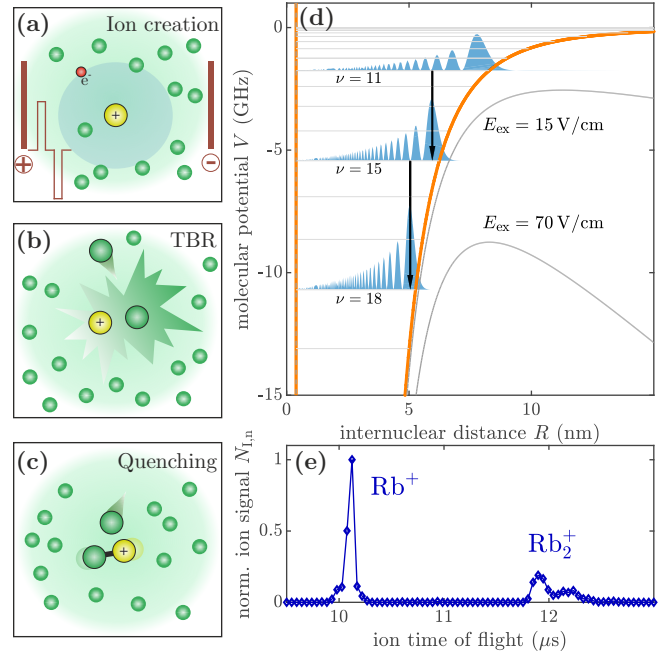 (a) Ion creation
e⁻
+
+
-
(b) TBR
+
(c) Quenching
+
(d)
molecular potential V (GHz)
0
-5
-10
-15
ν = 11
ν = 15
ν = 18
E_ex = 15 V/cm
E_ex = 70 V/cm
0 5 10
internuclear distance R (nm)
(e)
norm. ion signal N_I,n
1
0.5
0
Rb⁺
Rb₂⁺
10 11 12
ion time of flight (μs)